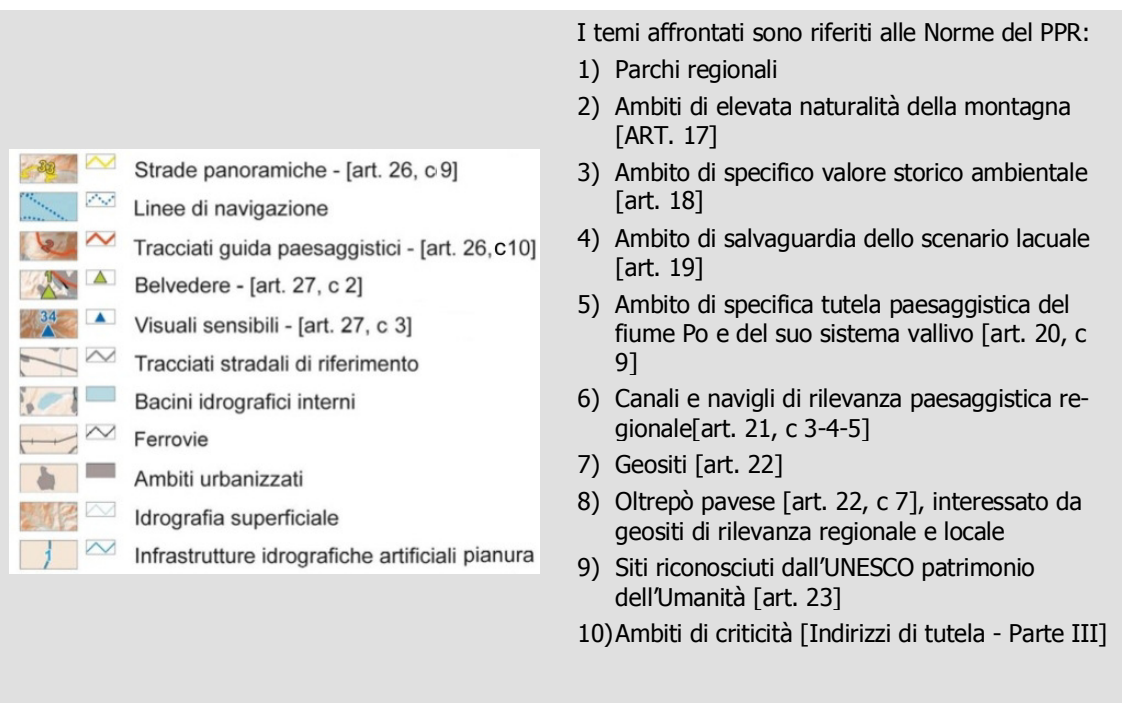 33
Strade panoramiche - [art. 26, c 9]
Linee di navigazione
Tracciati guida paesaggistici - [art. 26, c10]
1
Belvedere - [art. 27, c 2]
34
Visuali sensibili - [art. 27, c 3]
Tracciati stradali di riferimento
Bacini idrografici interni
Ferrovie
Ambiti urbanizzati
Idrografia superficiale
Infrastrutture idrografiche artificiali pianura
I temi affrontati sono riferiti alle Norme del PPR:
1) Parchi regionali
2) Ambiti di elevata naturalità della montagna
[ART. 17]
3) Ambito di specifico valore storico ambientale
[art. 18]
4) Ambito di salvaguardia dello scenario lacuale
[art. 19]
5) Ambito di specifica tutela paesaggistica del
fiume Po e del suo sistema vallivo [art. 20, c
9]
6) Canali e navigli di rilevanza paesaggistica re-
gionale[art. 21, c 3-4-5]
7) Geositi [art. 22]
8) Oltrepò pavese [art. 22, c 7], interessato da
geositi di rilevanza regionale e locale
9) Siti riconosciuti dall'UNESCO patrimonio
dell'Umanità [art. 23]
10)Ambiti di criticità [Indirizzi di tutela - Parte III]